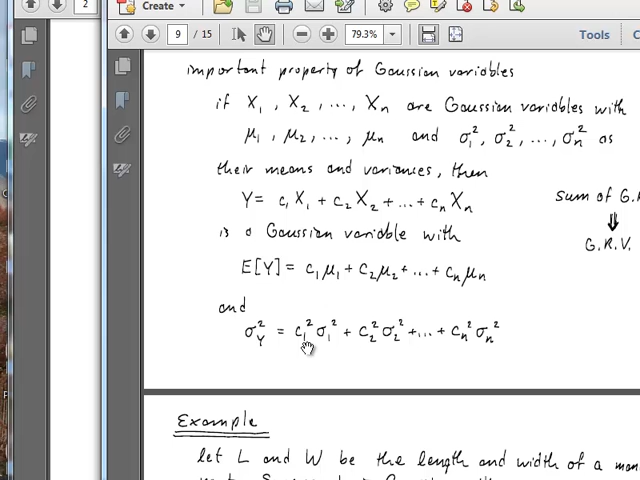 2
Create
9 / 15
79.3%
Tools
important property of Gaussian variables
if X₁, X₂, ..., Xₙ are Gaussian variables with
μ₁, μ₂, ..., μₙ and σ₁², σ₂², ..., σₙ² as
their means and variances, then
Y = c₁X₁ + c₂X₂ + ... + cₙXₙ
sum of G.R
is a Gaussian variable with
⇓
G.R.V.
E[Y] = c₁μ₁ + c₂μ₂ + ... + cₙμₙ
and
σ_Y² = c₁²σ₁² + c₂²σ₂² + ... + cₙ²σₙ²
Example
let L and W be the length and width of a